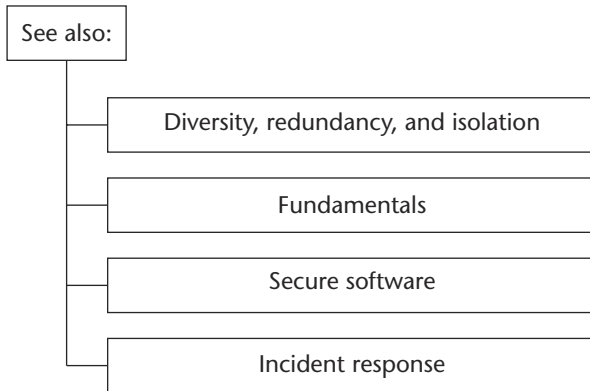 See also:
Diversity, redundancy, and isolation
Fundamentals
Secure software
Incident response